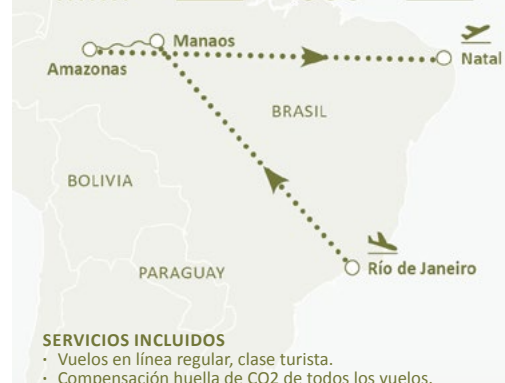 Manaos
Amazonas
Natal
BRASIL
BOLIVIA
PARAGUAY
Río de Janeiro
SERVICIOS INCLUIDOS
· Vuelos en línea regular, clase turista.
· Compensación huella de CO2 de todos los vuelos.